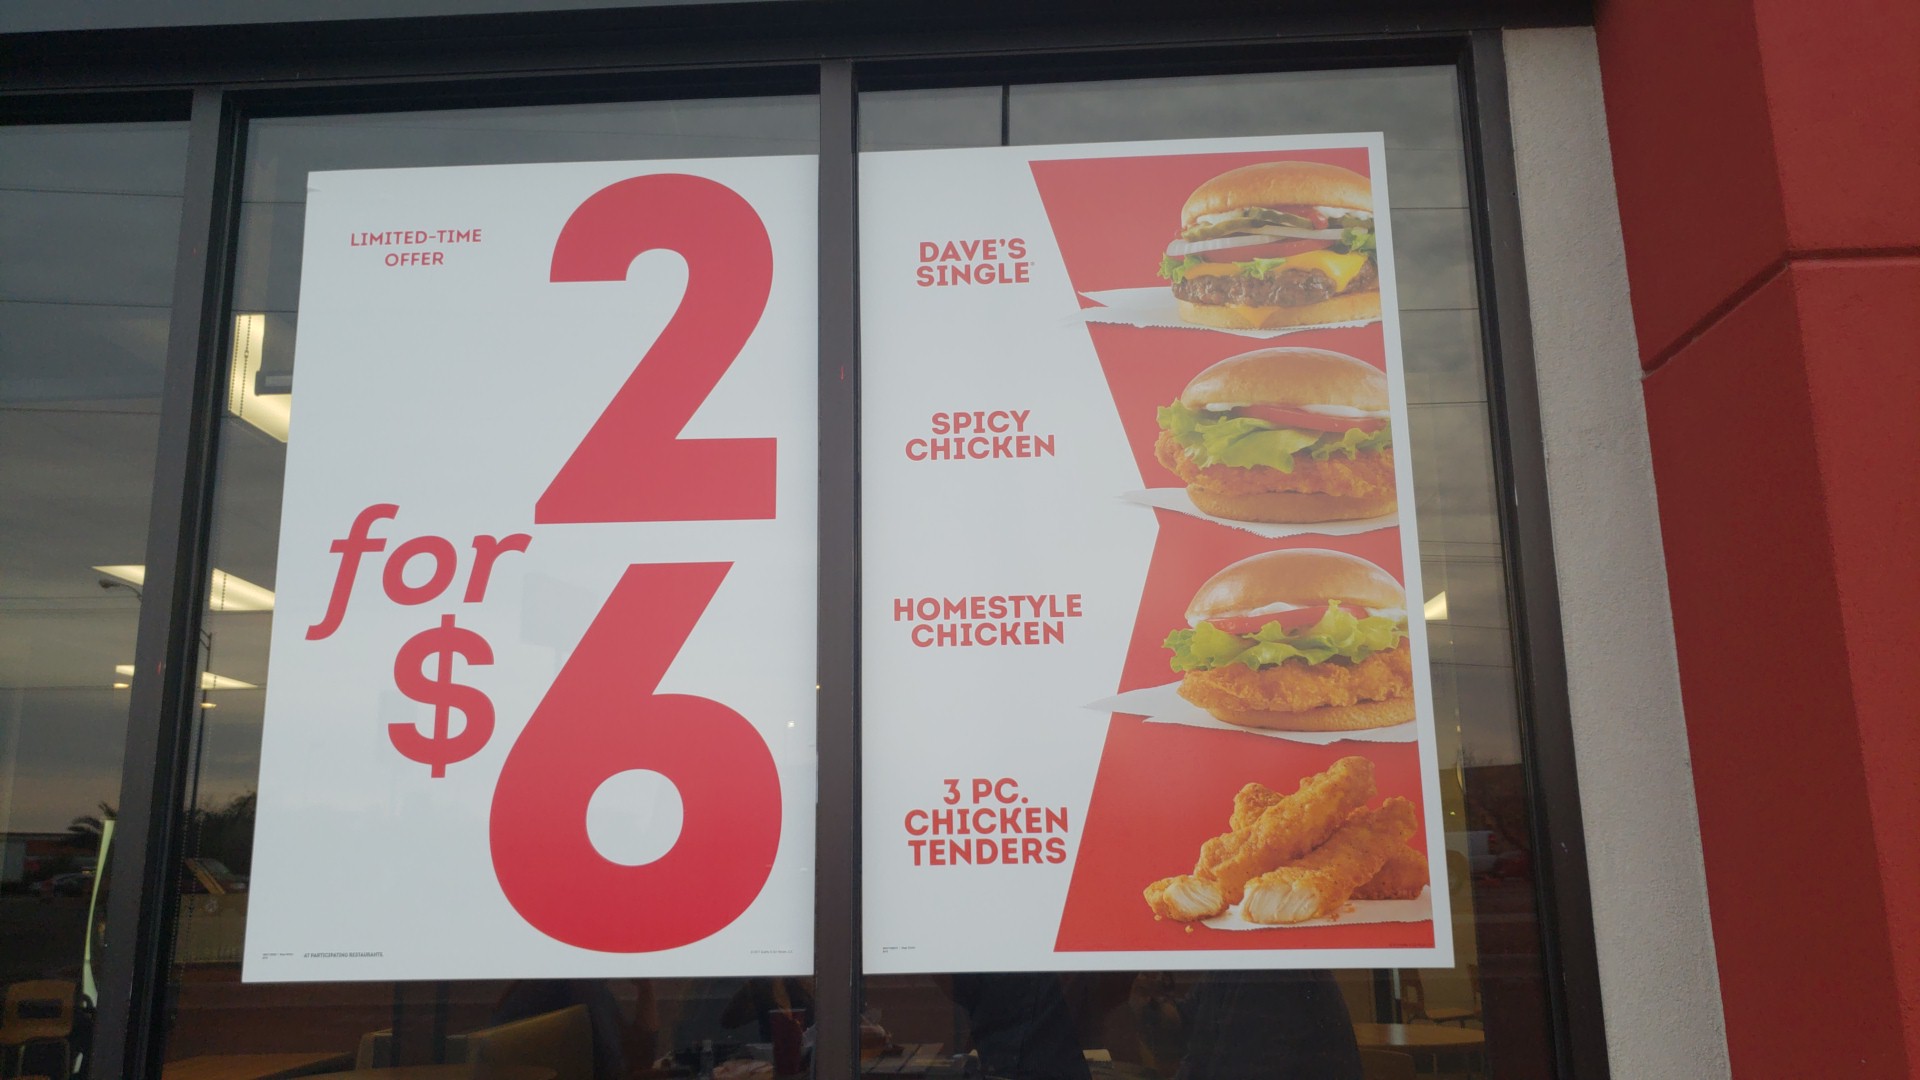 LIMITED-TIME
OFFER
2
for
$6
AT PARTICIPATING RESTAURANTS.
DAVE'S
SINGLE®
SPICY
CHICKEN
HOMESTYLE
CHICKEN
3 PC.
CHICKEN
TENDERS